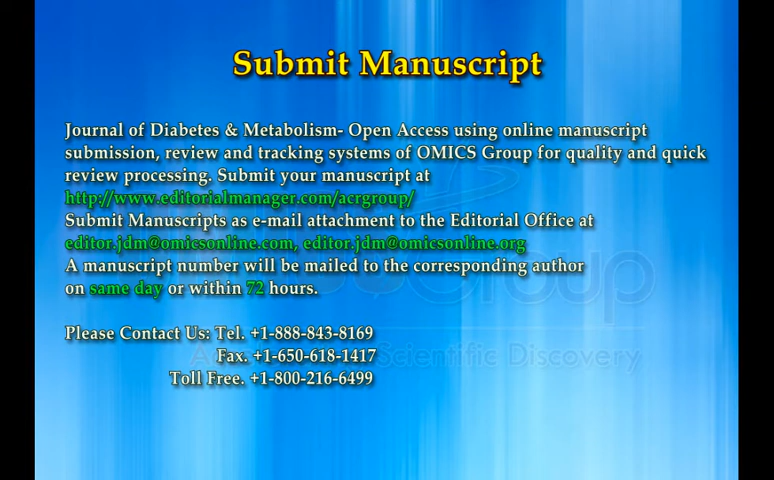 Submit Manuscript
Journal of Diabetes & Metabolism- Open Access using online manuscript
submission, review and tracking systems of OMICS Group for quality and quick
review processing. Submit your manuscript at
http://www.editorialmanager.com/acrgroup/
Submit Manuscripts as e-mail attachment to the Editorial Office at
editor.jdm@omicsonline.com, editor.jdm@omicsonline.org
A manuscript number will be mailed to the corresponding author
on same day or within 72 hours.
Group
Please Contact Us: Tel. +1-888-843-8169
Fax. +1-650-618-1417
Scientific Discovery
Toll Free. +1-800-216-6499